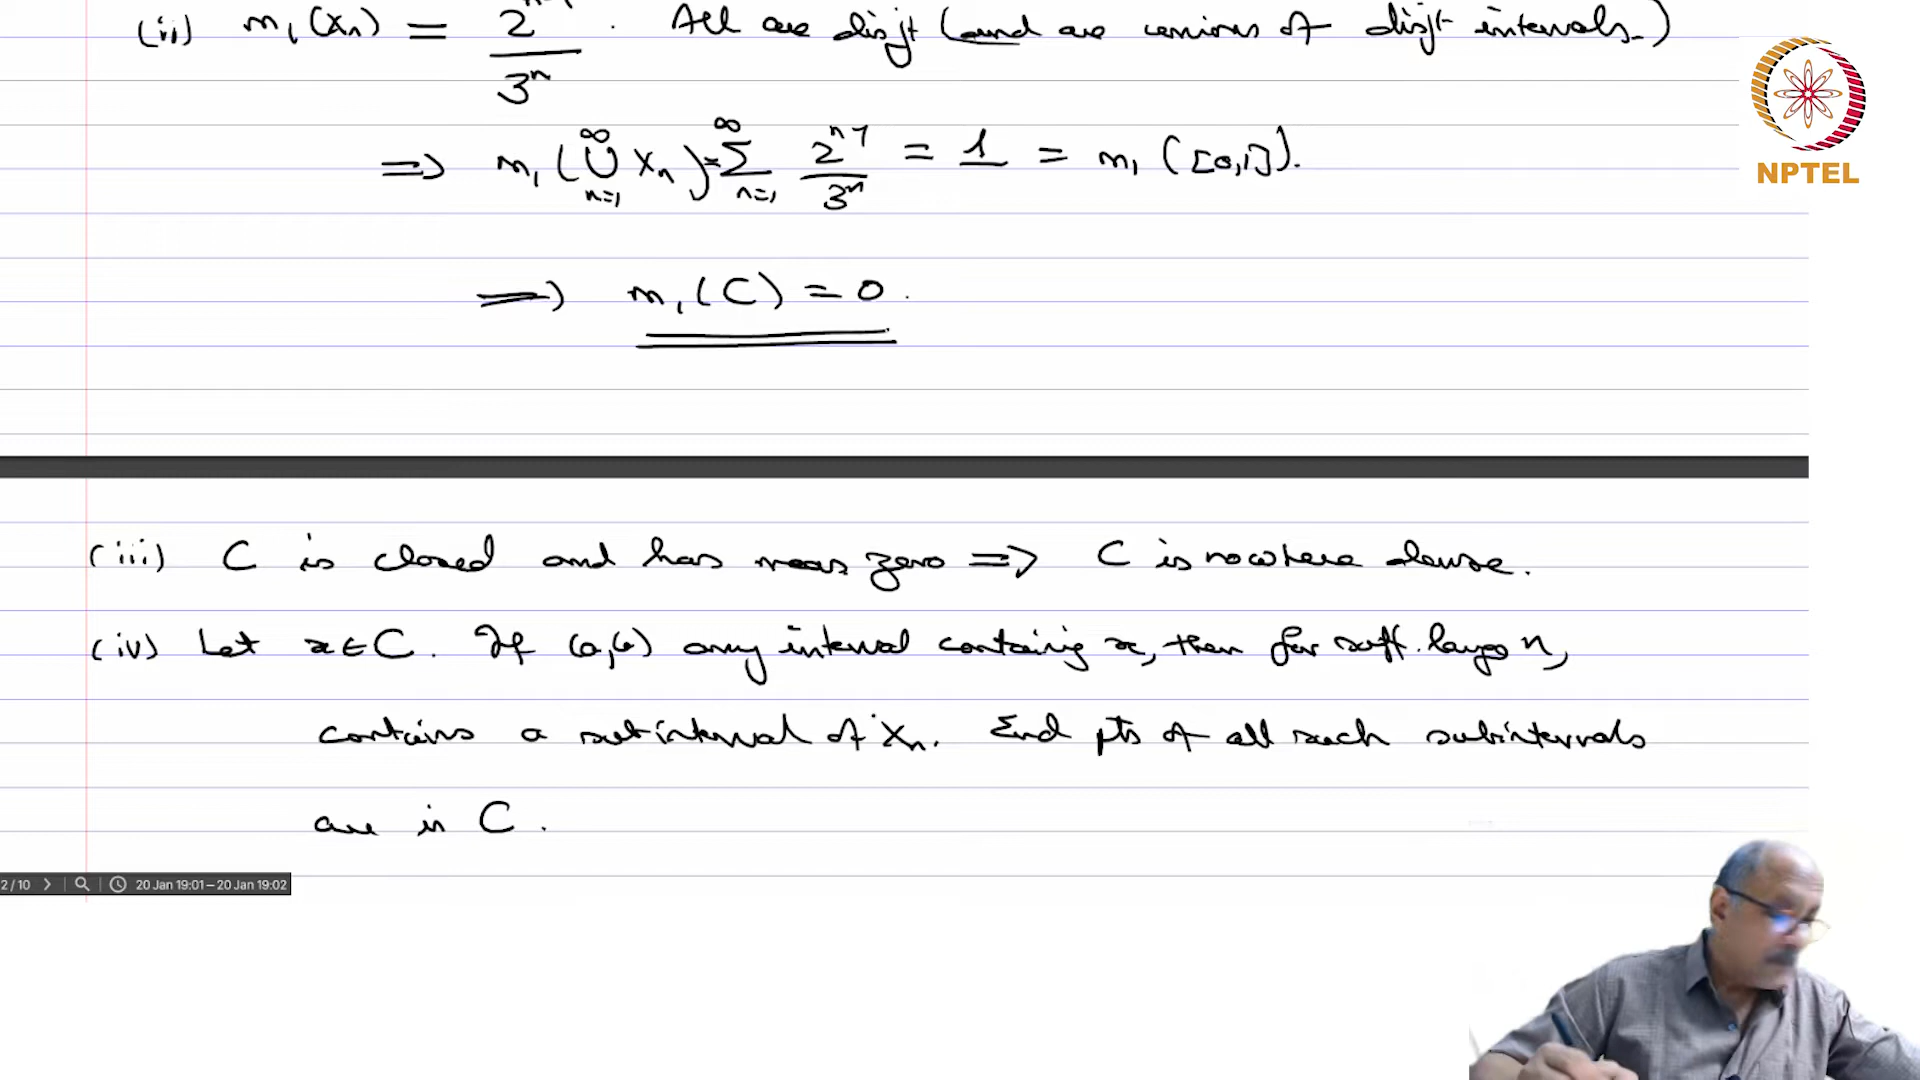 (ii) m₁(Xₙ) = 2ⁿ⁻¹/3ⁿ. All are disjt (and are unions of disjt intervals.)
NPTEL
⇒ m₁(⋃ₙ₌₁^∞ Xₙ) = ∑ₙ₌₁^∞ 2ⁿ⁻¹/3ⁿ = 1 = m₁([0,1]).
⇒ m₁(C) = 0.
(iii) C is closed and has meas zero ⇒ C is nowhere dense.
(iv) Let x∈C. If (a,b) any interval containing x, then for suff. large n,
contains a subinterval of Xₙ. End pts of all such subintervals
are in C.
2/10 20 Jan 19:01 – 20 Jan 19:02